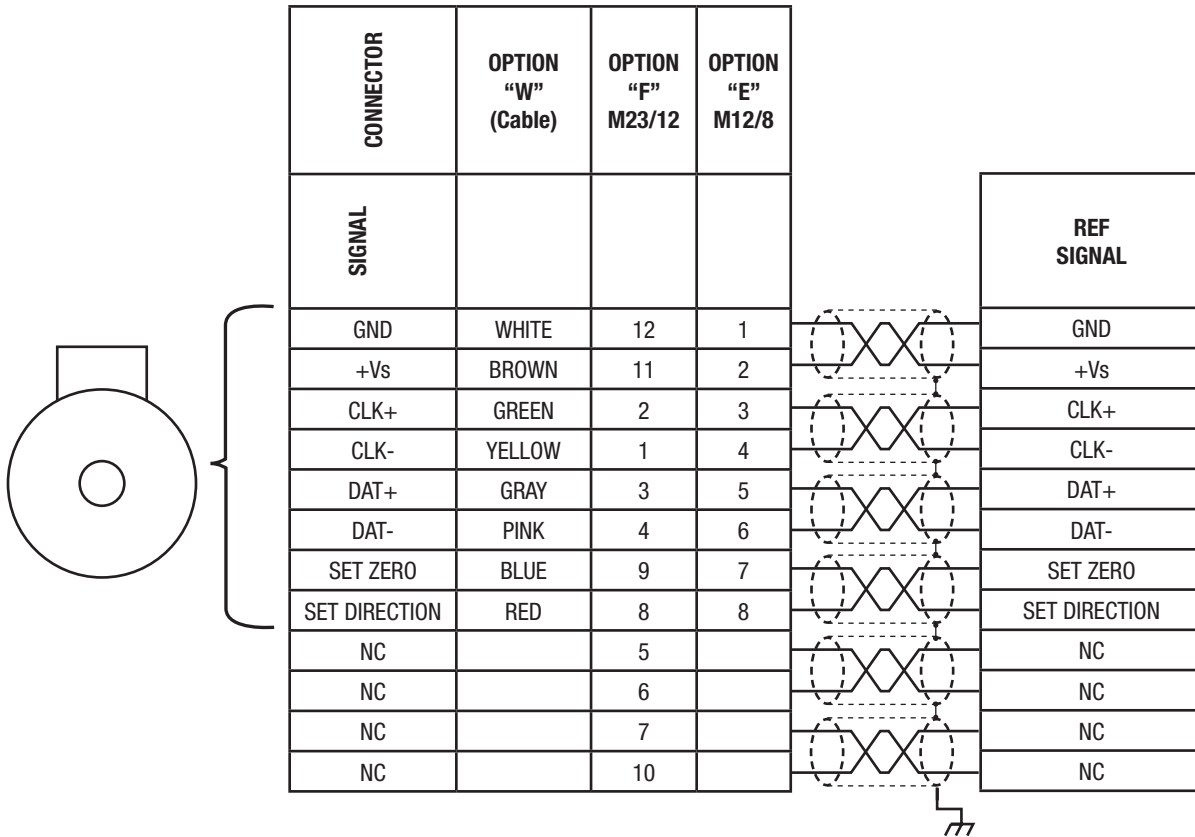 CONNECTOR OPTION "W" (Cable) OPTION "F" M23/12 OPTION "E" M12/8
SIGNAL REF SIGNAL
GND WHITE 12 1 GND
+Vs BROWN 11 2 +Vs
CLK+ GREEN 2 3 CLK+
CLK- YELLOW 1 4 CLK-
DAT+ GRAY 3 5 DAT+
DAT- PINK 4 6 DAT-
SET ZERO BLUE 9 7 SET ZERO
SET DIRECTION RED 8 8 SET DIRECTION
NC 5 NC
NC 6 NC
NC 7 NC
NC 10 NC